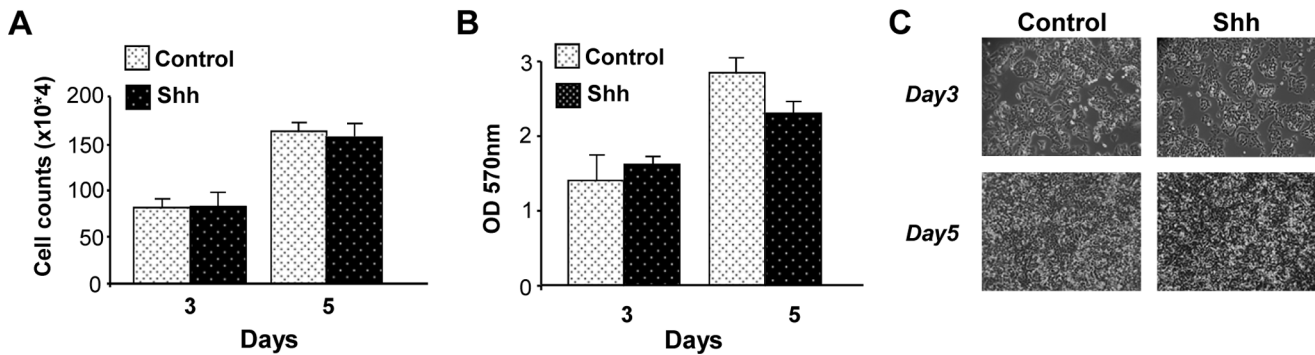 A
Control
Shh
Cell counts (x10*4)
200
150
100
50
0
3
5
Days
B
Control
Shh
OD 570nm
3
2
1
0
3
5
Days
C
Control
Shh
Day3
Day5